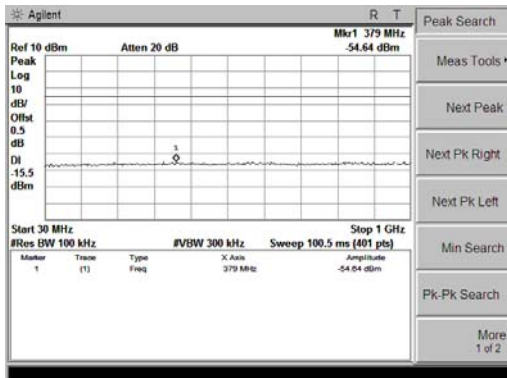 Agilent
R T
Peak Search
Mkr1 379 MHz
Ref 10 dBm Atten 20 dB -54.64 dBm
Peak
Log
10
dB/
Offst
0.5
dB
DI
-15.5
dBm
1
Start 30 MHz Stop 1 GHz
#Res BW 100 kHz #VBW 300 kHz Sweep 100.5 ms (401 pts)
Marker Trace Type X Axis Amplitude
1 (1) Freq 379 MHz -54.64 dBm
Meas Tools
Next Peak
Next Pk Right
Next Pk Left
Min Search
Pk-Pk Search
More
1 of 2